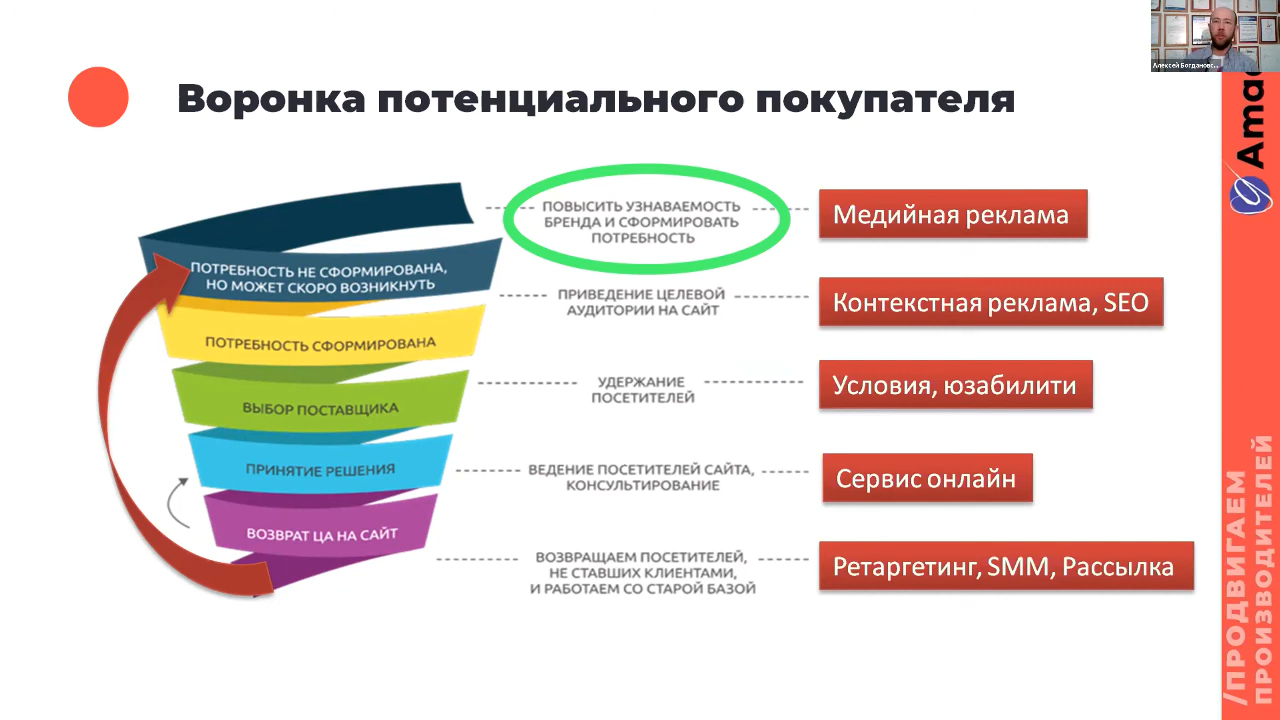 Алексей Богдановс...
Воронка потенциального покупателя
Ama
ПОВЫСИТЬ УЗНАВАЕМОСТЬ
БРЕНДА И СФОРМИРОВАТЬ
ПОТРЕБНОСТЬ
Медийная реклама
ПОТРЕБНОСТЬ НЕ СФОРМИРОВАНА,
НО МОЖЕТ СКОРО ВОЗНИКНУТЬ
ПРИВЕДЕНИЕ ЦЕЛЕВОЙ
АУДИТОРИИ НА САЙТ
Контекстная реклама, SEO
ПОТРЕБНОСТЬ СФОРМИРОВАНА
УДЕРЖАНИЕ
ПОСЕТИТЕЛЕЙ
Условия, юзабилити
ВЫБОР ПОСТАВЩИКА
ПРИНЯТИЕ РЕШЕНИЯ
ВЕДЕНИЕ ПОСЕТИТЕЛЕЙ САЙТА,
КОНСУЛЬТИРОВАНИЕ
Сервис онлайн
ВОЗВРАТ ЦА НА САЙТ
ВОЗВРАЩАЕМ ПОСЕТИТЕЛЕЙ,
НЕ СТАВШИХ КЛИЕНТАМИ,
И РАБОТАЕМ СО СТАРОЙ БАЗОЙ
Ретаргетинг, SMM, Рассылка
/ПРОДВИГАЕМ
ПРОИЗВОДИТЕЛЕЙ